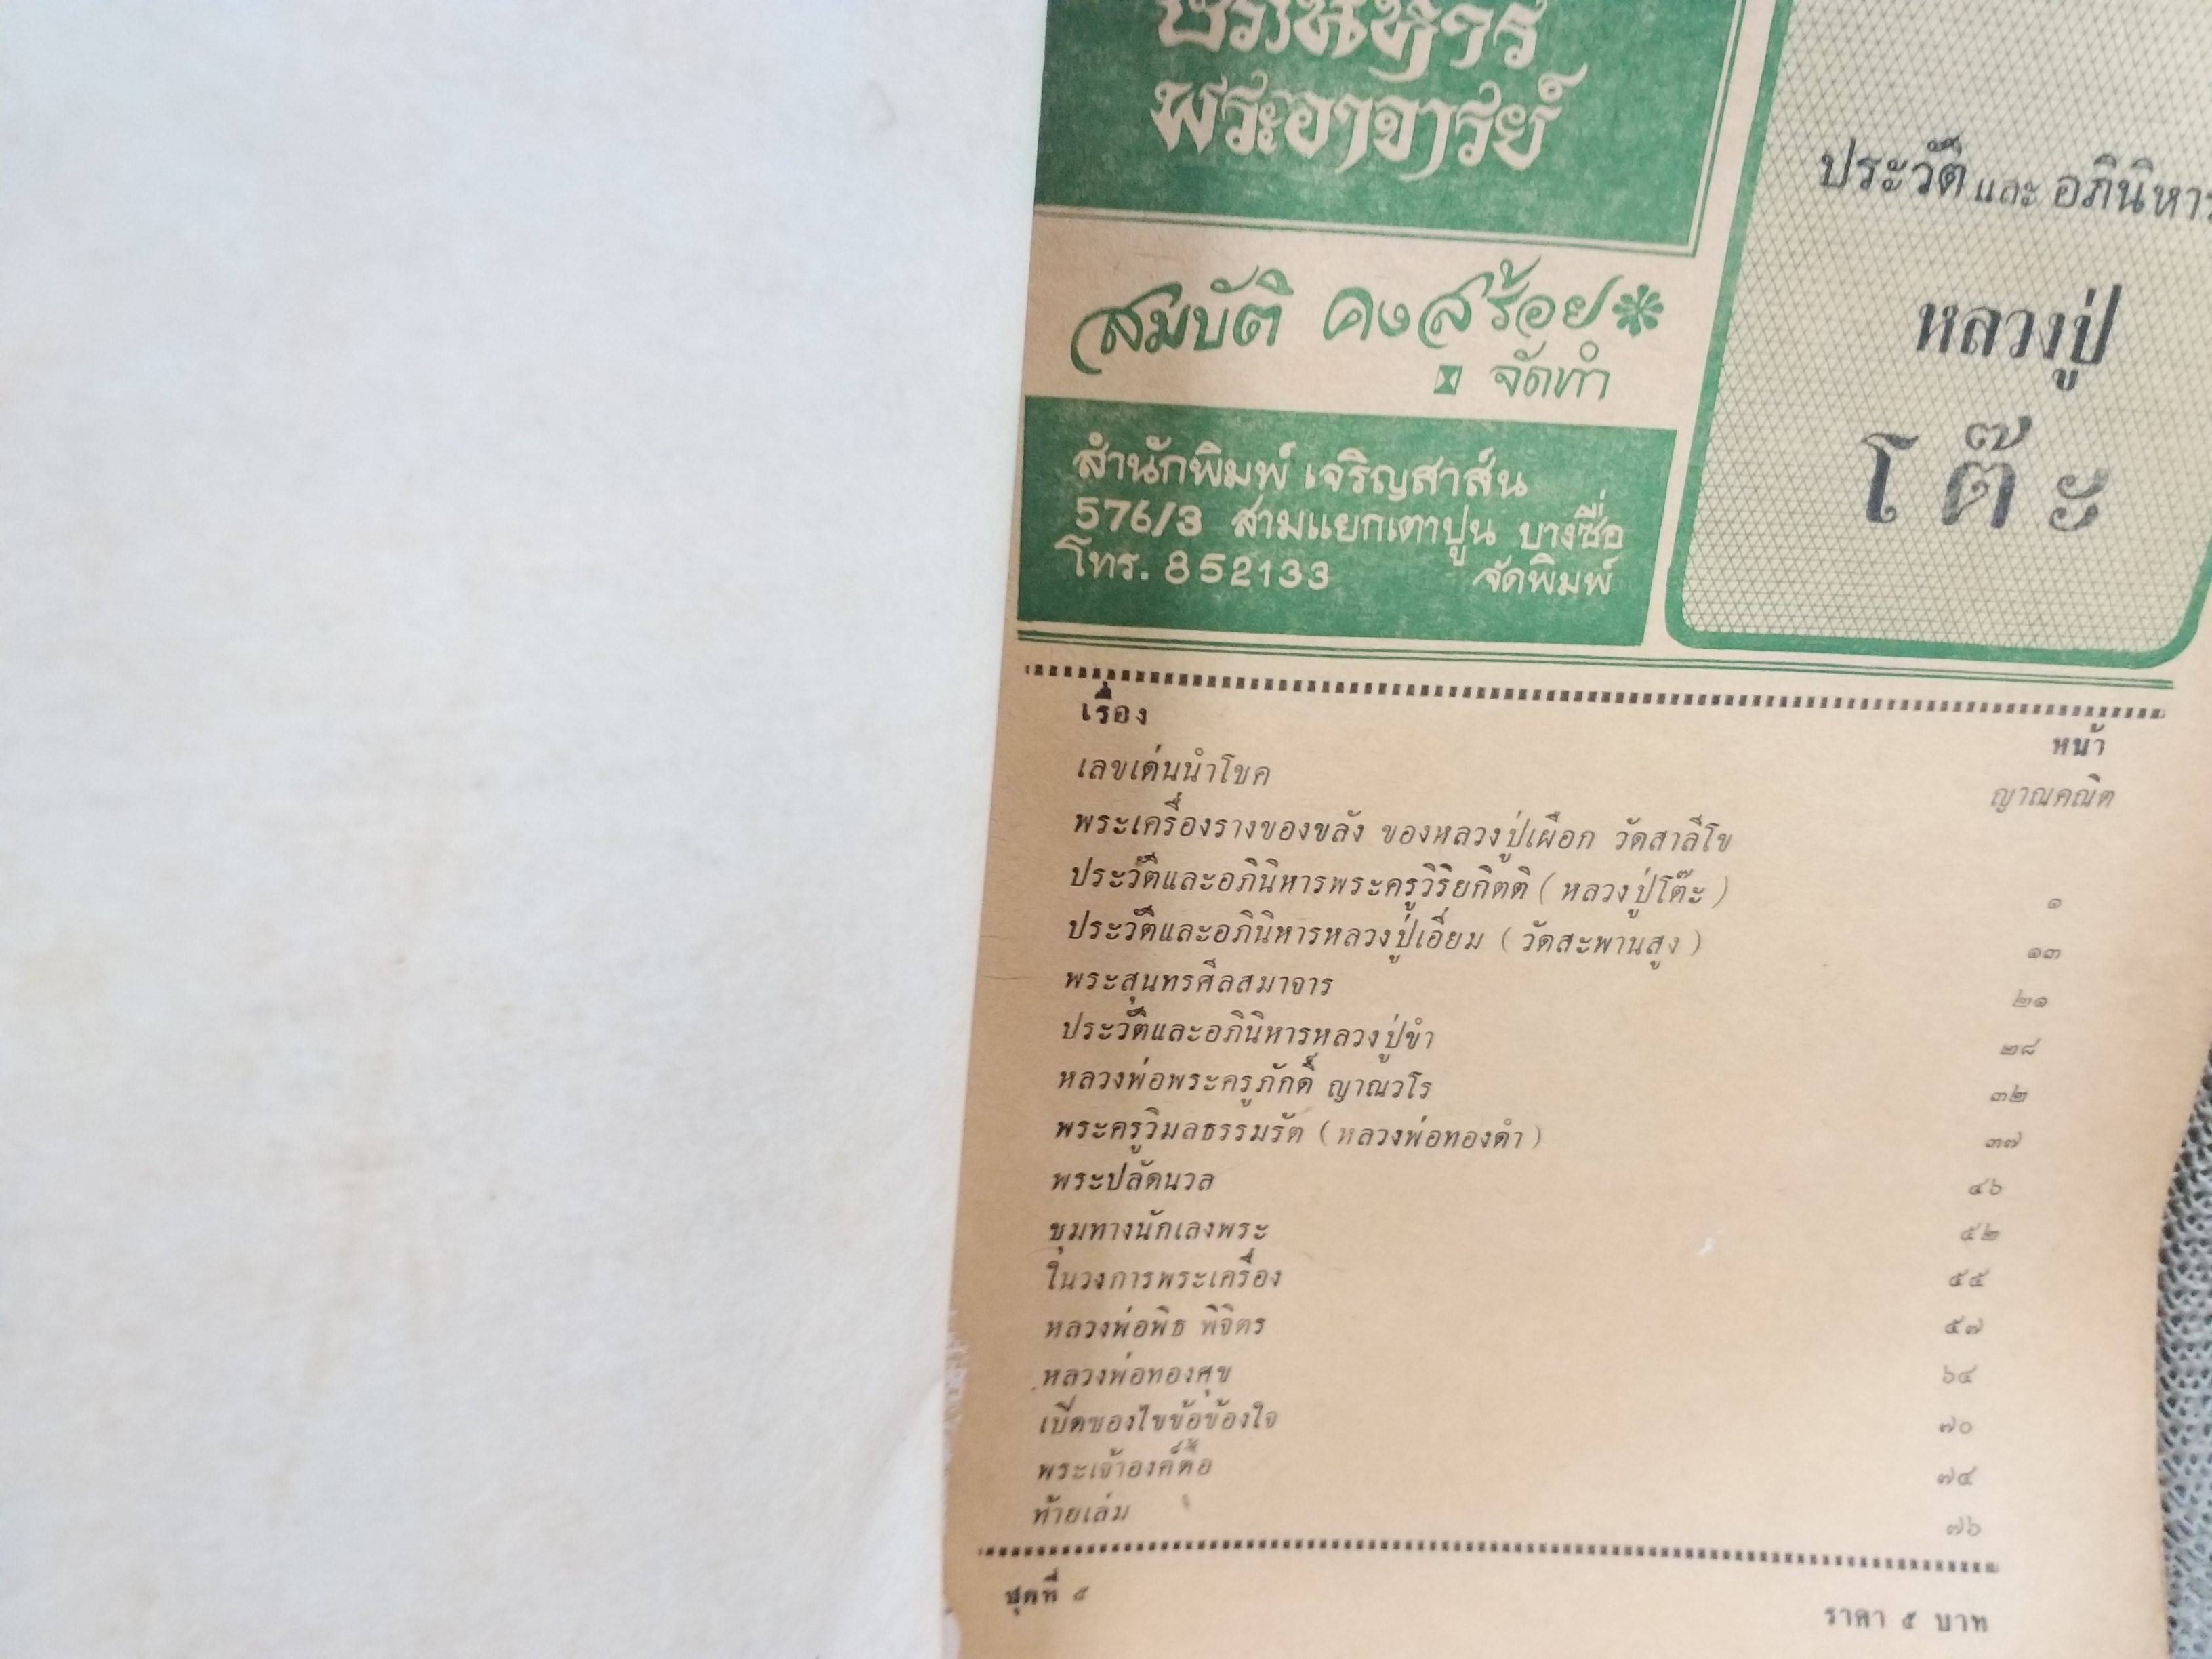 พระอาจารย์
สมบัติ คงสร้อย
จัดทำ
สำนักพิมพ์ เจริญสาส์น
576/3 สามแยกเตาปูน บางซื่อ
โทร. 852133 จัดพิมพ์
ประวัติ และ อภินิหาร
หลวงปู่
โต๊ะ
เรื่อง หน้า
เลขเด่นนำโชค ญาณคณิต
พระเครื่องรางของขลัง ของหลวงปู่เผือก วัดสาลีโข
ประวัติและอภินิหารพระครูวิริยกิตติ ( หลวงปู่โต๊ะ ) ๑
ประวัติและอภินิหารหลวงปู่เอี่ยม ( วัดสะพานสูง ) ๑๓
พระสุนทรศีลสมาจาร ๒๑
ประวัติและอภินิหารหลวงปู่ขำ ๒๘
หลวงพ่อพระครูภักดิ์ ญาณวโร ๓๒
พระครูวิมลธรรมรัต ( หลวงพ่อทองดำ ) ๓๗
พระปลัดนวล ๔๖
ชุมทางนักเลงพระ ๕๒
ในวงการพระเครื่อง ๕๕
หลวงพ่อพิธ พิจิตร ๕๗
หลวงพ่อทองศุข ๖๔
เปิดซองไขข้อข้องใจ ๗๐
พระเจ้าองค์ตื้อ ๗๔
ท้ายเล่ม ๗๖
ชุดที่ ราคา ๕ บาท